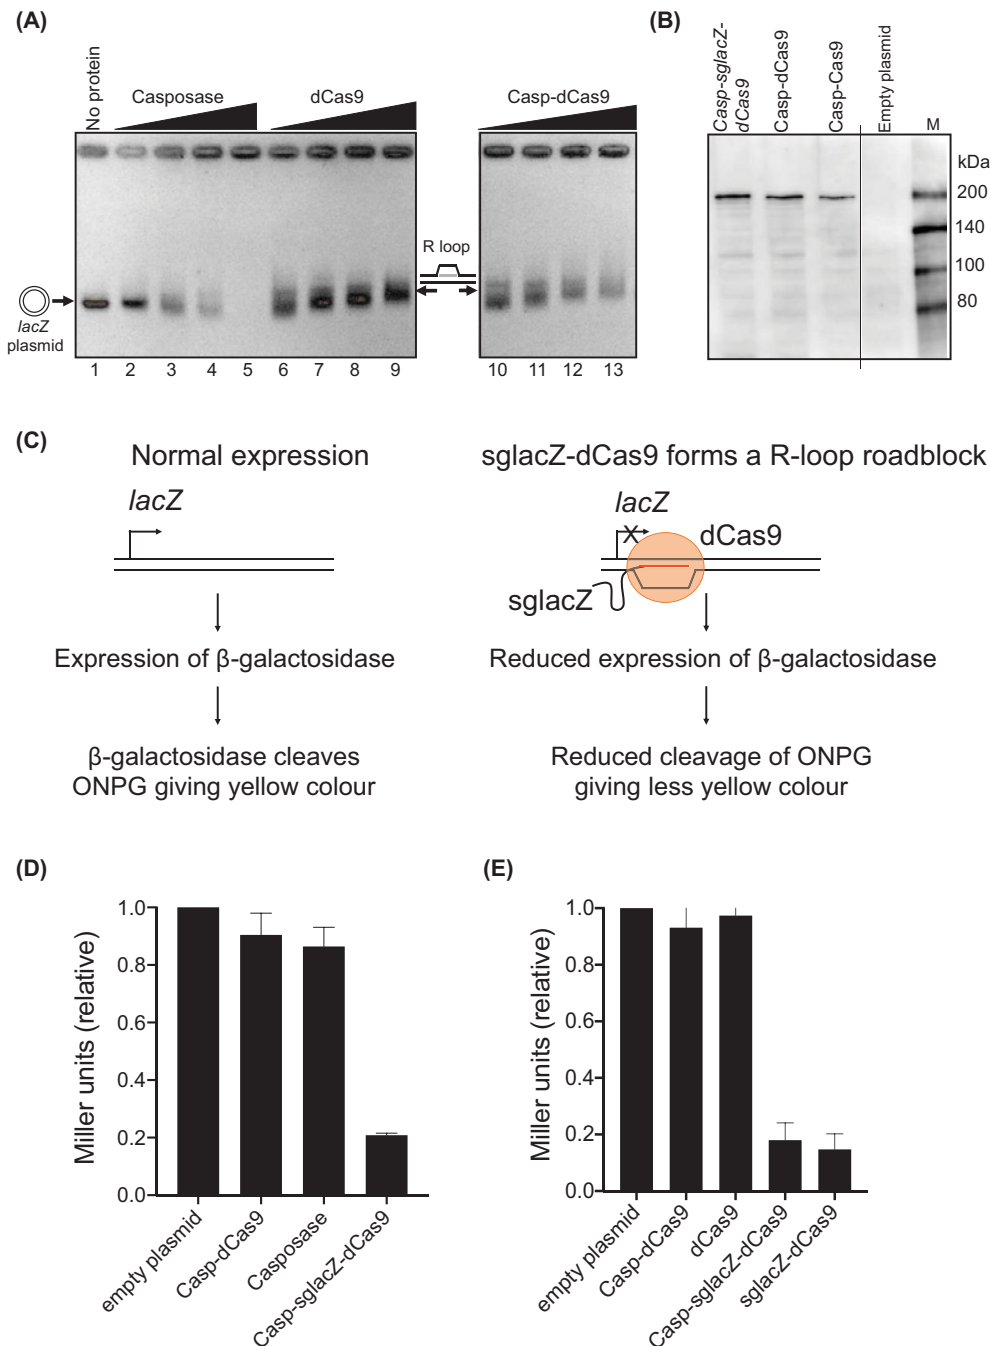 (A)
No protein
Casposase
dCas9
Casp-dCas9
R loop
lacZ
plasmid
1 2 3 4 5 6 7 8 9
10 11 12 13
(B)
Casp-sglacZ-
dCas9
Casp-dCas9
Casp-Cas9
Empty plasmid
M
kDa
200
140
100
80
(C)
Normal expression
lacZ
Expression of β-galactosidase
β-galactosidase cleaves
ONPG giving yellow colour
sglacZ-dCas9 forms a R-loop roadblock
lacZ
X
dCas9
sglacZ
Reduced expression of β-galactosidase
Reduced cleavage of ONPG
giving less yellow colour
(D)
Miller units (relative)
1.0
0.8
0.6
0.4
0.2
0.0
empty plasmid
Casp-dCas9
Casposase
Casp-sglacZ-dCas9
(E)
Miller units (relative)
1.0
0.8
0.6
0.4
0.2
0.0
empty plasmid
Casp-dCas9
dCas9
Casp-sglacZ-dCas9
sglacZ-dCas9